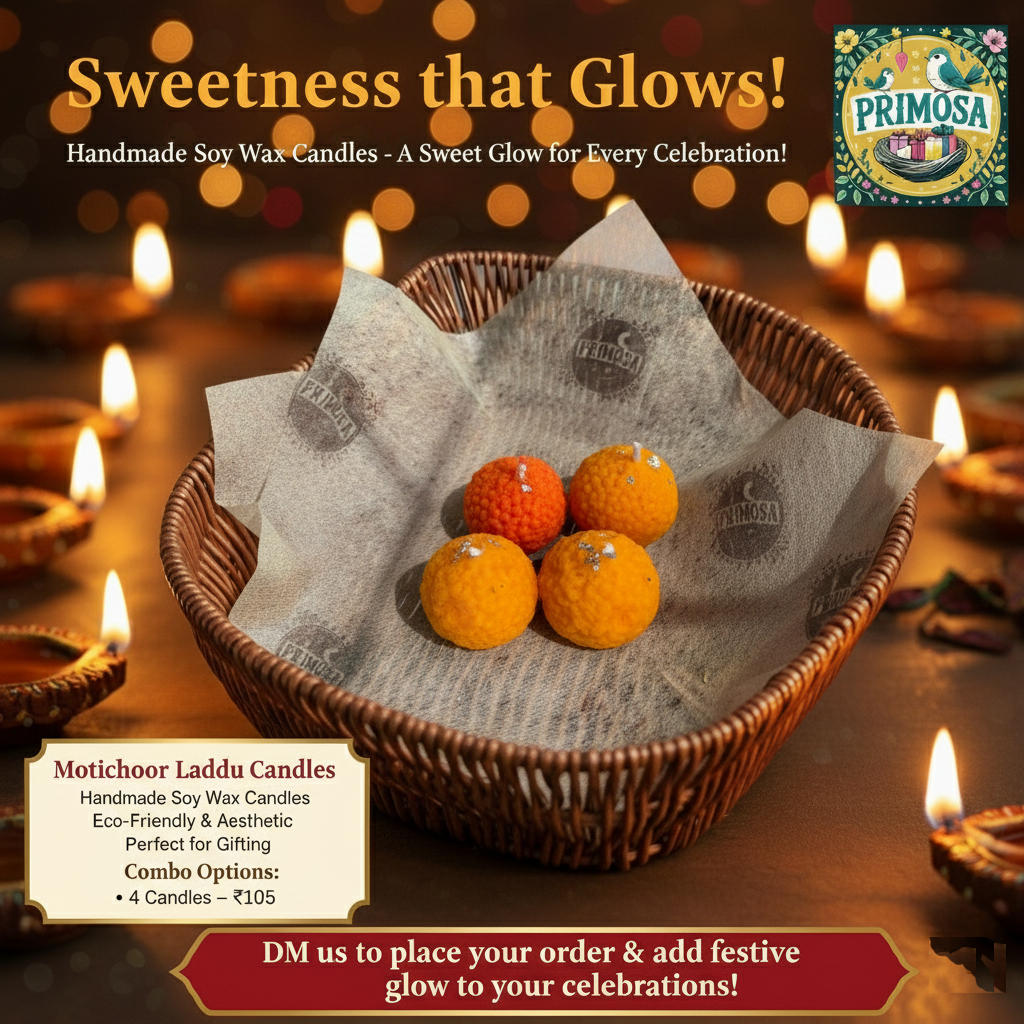 Sweetness that Glows!
Handmade Soy Wax Candles - A Sweet Glow for Every Celebration!
PRIMOSA
PRIMOSA
PRIMOSA
PRIMOSA
PRIMOSA
Motichoor Laddu Candles
Handmade Soy Wax Candles
Eco-Friendly & Aesthetic
Perfect for Gifting
Combo Options:
• 4 Candles – ₹105
DM us to place your order & add festive
glow to your celebrations!